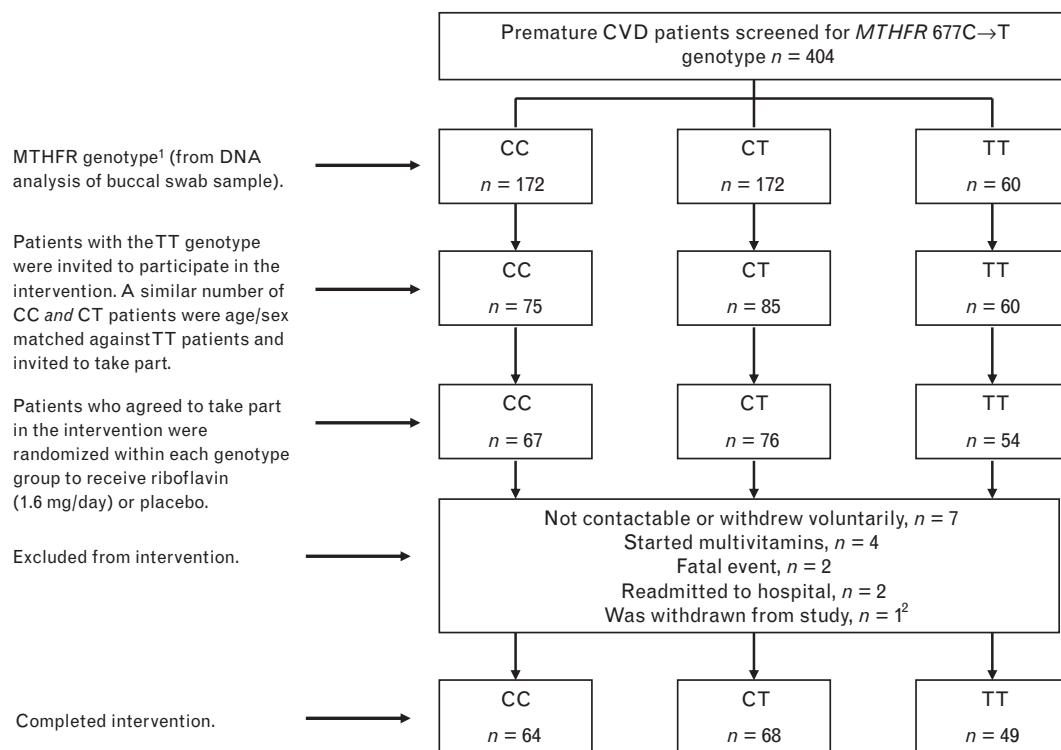 Premature CVD patients screened for MTHFR 677C→T
genotype n = 404
MTHFR genotype¹ (from DNA
analysis of buccal swab sample).
CC
n = 172
CT
n = 172
TT
n = 60
Patients with the TT genotype
were invited to participate in the
intervention. A similar number of
CC and CT patients were age/sex
matched against TT patients and
invited to take part.
CC
n = 75
CT
n = 85
TT
n = 60
Patients who agreed to take part
in the intervention were
randomized within each genotype
group to receive riboflavin
(1.6 mg/day) or placebo.
CC
n = 67
CT
n = 76
TT
n = 54
Excluded from intervention.
Not contactable or withdrew voluntarily, n = 7
Started multivitamins, n = 4
Fatal event, n = 2
Readmitted to hospital, n = 2
Was withdrawn from study, n = 1²
Completed intervention.
CC
n = 64
CT
n = 68
TT
n = 49